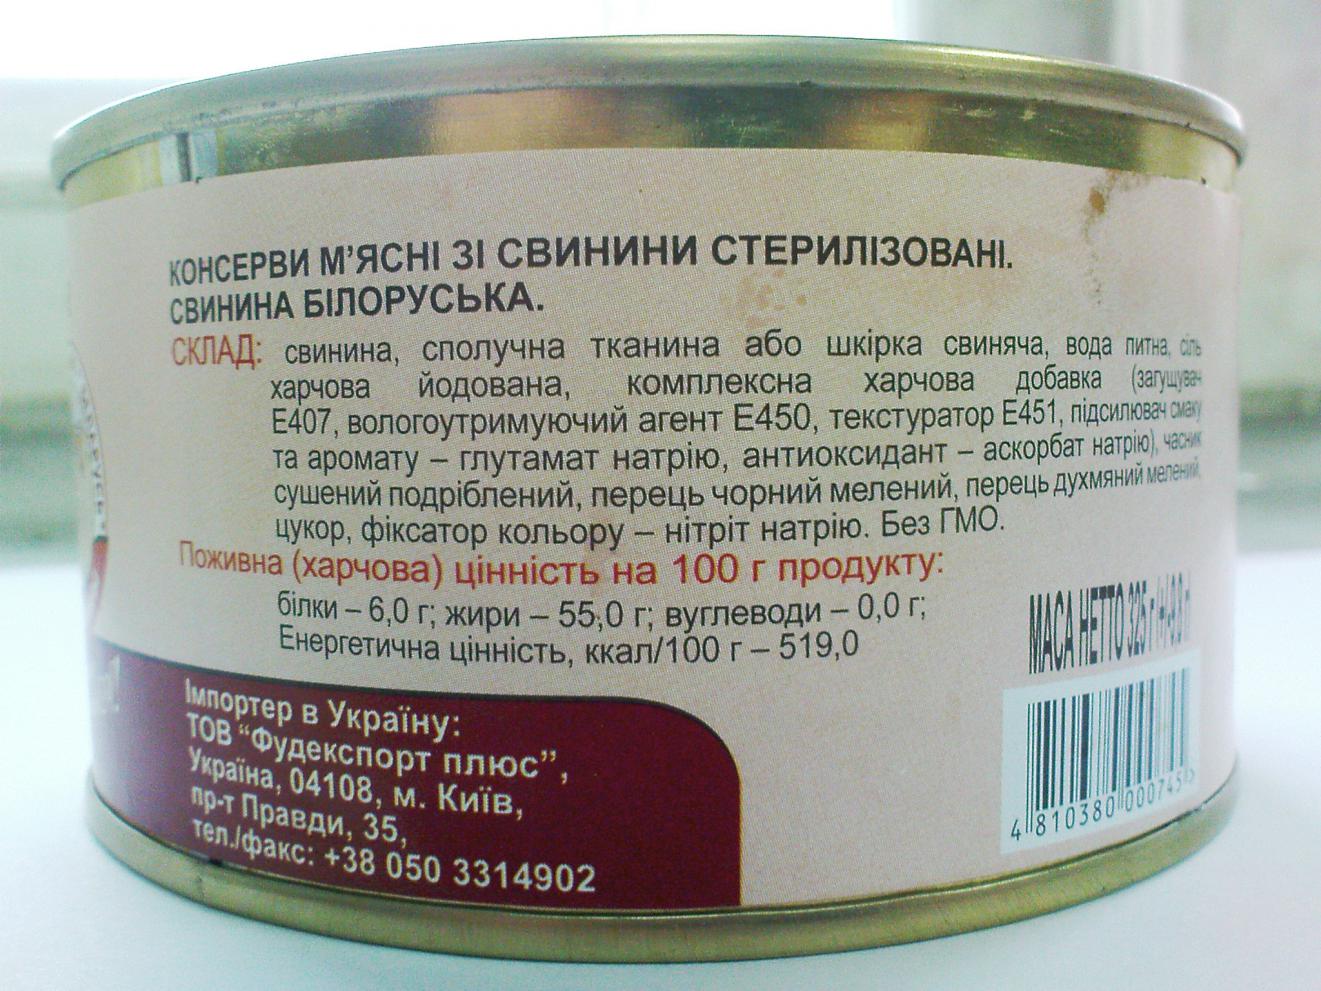 КОНСЕРВИ М’ЯСНІ ЗІ СВИНИНИ СТЕРИЛІЗОВАНІ.
СВИНИНА БІЛОРУСЬКА.
СКЛАД: свинина, сполучна тканина або шкірка свиняча, вода питна, сіль
харчова йодована, комплексна харчова добавка (загущувач
Е407, вологоутримуючий агент Е450, текстуратор Е451, підсилювач смаку
та аромату – глутамат натрію, антиоксидант – аскорбат натрію), часник
сушений подріблений, перець чорний мелений, перець духмяний мелений,
цукор, фіксатор кольору – нітріт натрію. Без ГМО.
Поживна (харчова) цінність на 100 г продукту:
білки – 6,0 г; жири – 55,0 г; вуглеводи – 0,0 г;
Енергетична цінність, ккал/100 г – 519,0
МАСА НЕТТО 325 г
Імпортер в Україну:
ТОВ “Фудекспорт плюс”,
Україна, 04108, м. Київ,
пр-т Правди, 35,
тел./факс: +38 050 3314902
4 810380 000745 >